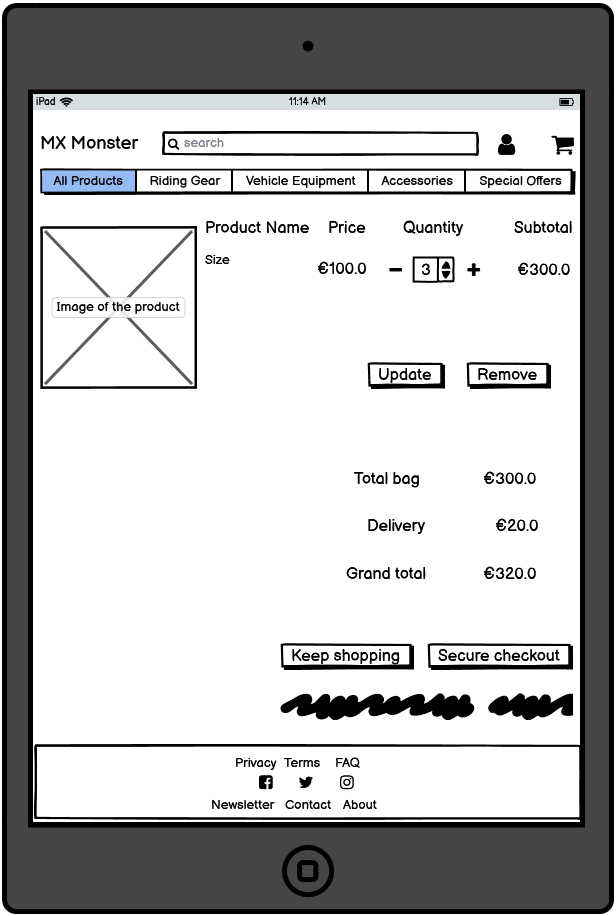 iPad 11:14 AM
MX Monster search
All Products Riding Gear Vehicle Equipment Accessories Special Offers
Product Name Price Quantity Subtotal
Size
€100.0 3 €300.0
Image of the product
Update Remove
Total bag €300.0
Delivery €20.0
Grand total €320.0
Keep shopping Secure checkout
Privacy Terms FAQ
Newsletter Contact About